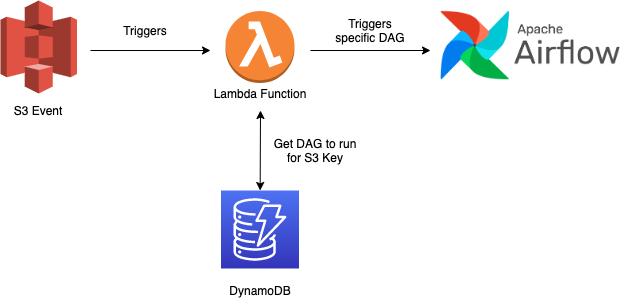 S3 Event
Triggers
Lambda Function
Triggers
specific DAG
Apache
Airflow
Get DAG to run
for S3 Key
DynamoDB